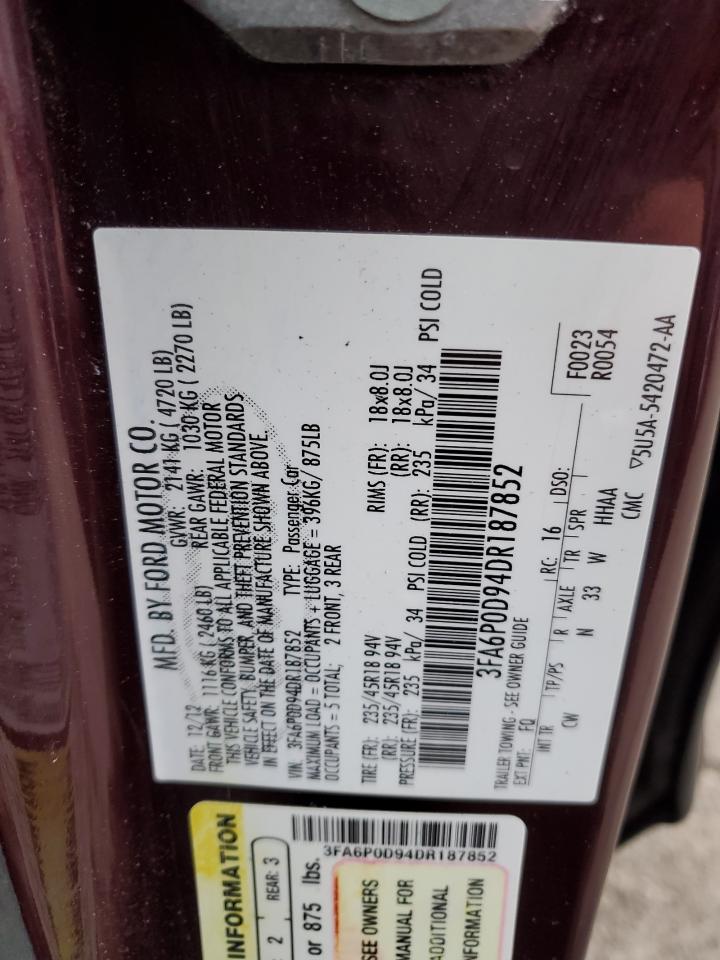 MFD. BY FORD MOTOR CO.
DATE: 12/12 GVWR: 2141 KG ( 4720 LB)
FRONT GAWR: 1116 KG ( 2460 LB) REAR GAWR: 1030 KG ( 2270 LB)
THIS VEHICLE CONFORMS TO ALL APPLICABLE FEDERAL MOTOR
VEHICLE SAFETY, BUMPER, AND THEFT PREVENTION STANDARDS
IN EFFECT ON THE DATE OF MANUFACTURE SHOWN ABOVE.
VIN: 3FA6P0D94DR187852 TYPE: Passenger Car
MAXIMUM LOAD = OCCUPANTS + LUGGAGE = 396KG/ 875LB
OCCUPANTS = 5 TOTAL; 2 FRONT, 3 REAR
TIRE (FR): 235/45R18 94V RIMS (FR): 18x8.0J
(RR): 235/45R18 94V (RR): 18x8.0J
PRESSURE (FR): 235 kPa/ 34 PSI COLD (RR): 235 kPa/ 34 PSI COLD
3FA6P0D94DR187852
TRAILER TOWING - SEE OWNER GUIDE
EXT PNT: FQ RC: 16 DSO: F0023
R0054
INT TR TP/PS R AXLE TR SPR
CW N 33 W HHAA
CMC ▽5U5A-5420472-AA
INFORMATION
2 REAR: 3
or 875 lbs.
3FA6P0D94DR187852
SEE OWNERS
MANUAL FOR
ADDITIONAL
INFORMATION